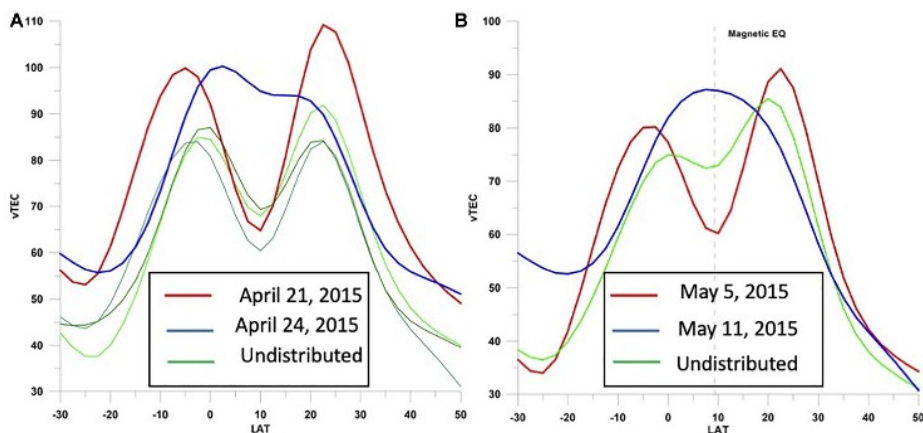 A
110
100
90
80
70
60
50
40
30
vTEC
-30 -20 -10 0 10 20 30 40 50
LAT
April 21, 2015
April 24, 2015
Undistributed
B
100
90
80
70
60
50
40
30
vTEC
Magnetic EQ
-30 -20 -10 0 10 20 30 40 50
LAT
May 5, 2015
May 11, 2015
Undistributed